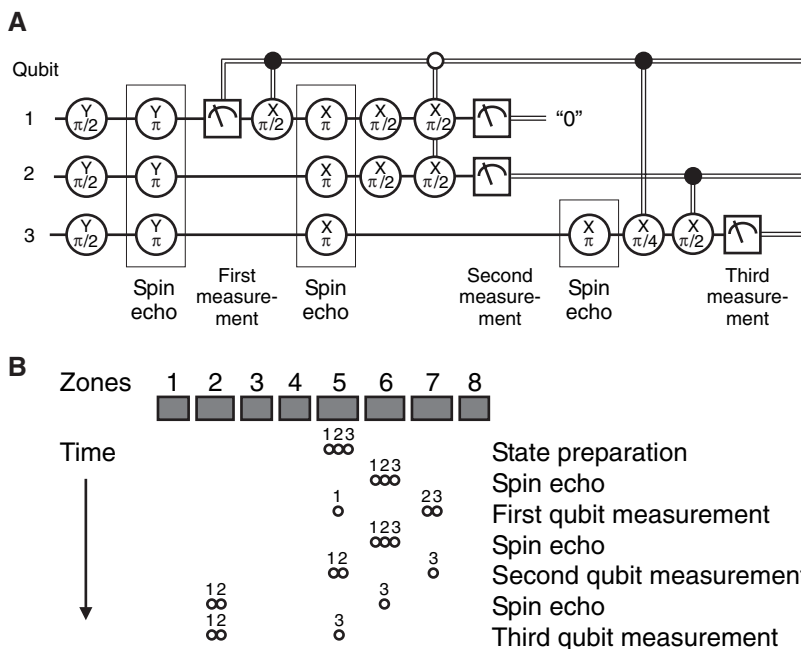 A
Qubit
1 Y π/2 Y π X π/2 X π X π/2 X π/2 “0”
2 Y π/2 Y π X π X π/2 X π/2
3 Y π/2 Y π X π X π X π/4 X π/2
Spin echo
First measure- ment
Spin echo
Second measure- ment
Spin echo
Third measure- ment
B
Zones 1 2 3 4 5 6 7 8
Time
123 State preparation
123 Spin echo
1 23 First qubit measurement
123 Spin echo
12 3 Second qubit measurement
12 3 Spin echo
12 3 Third qubit measurement